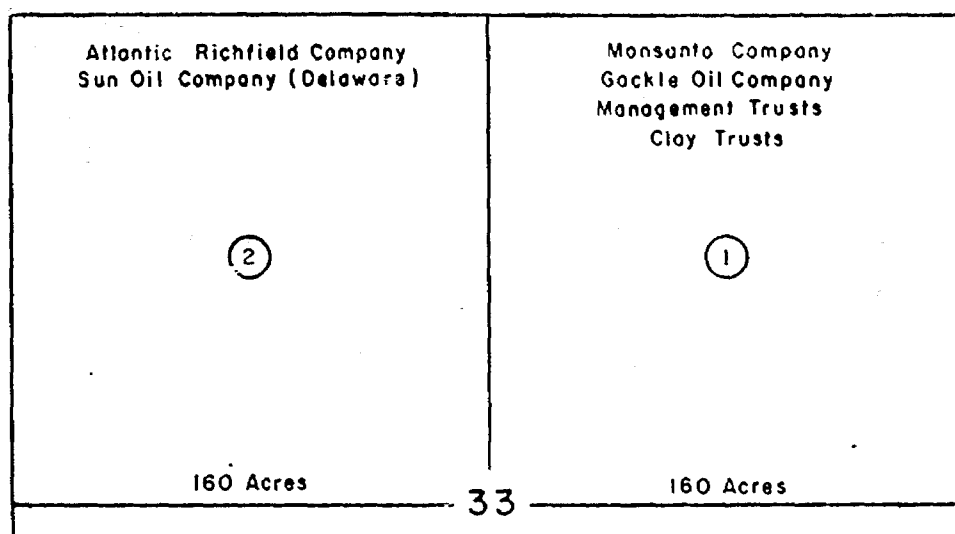 Atlantic Richfield Company
Sun Oil Company (Delawara)
2
160 Acres
Monsanto Company
Gackle Oil Company
Management Trusts
Clay Trusts
1
160 Acres
33